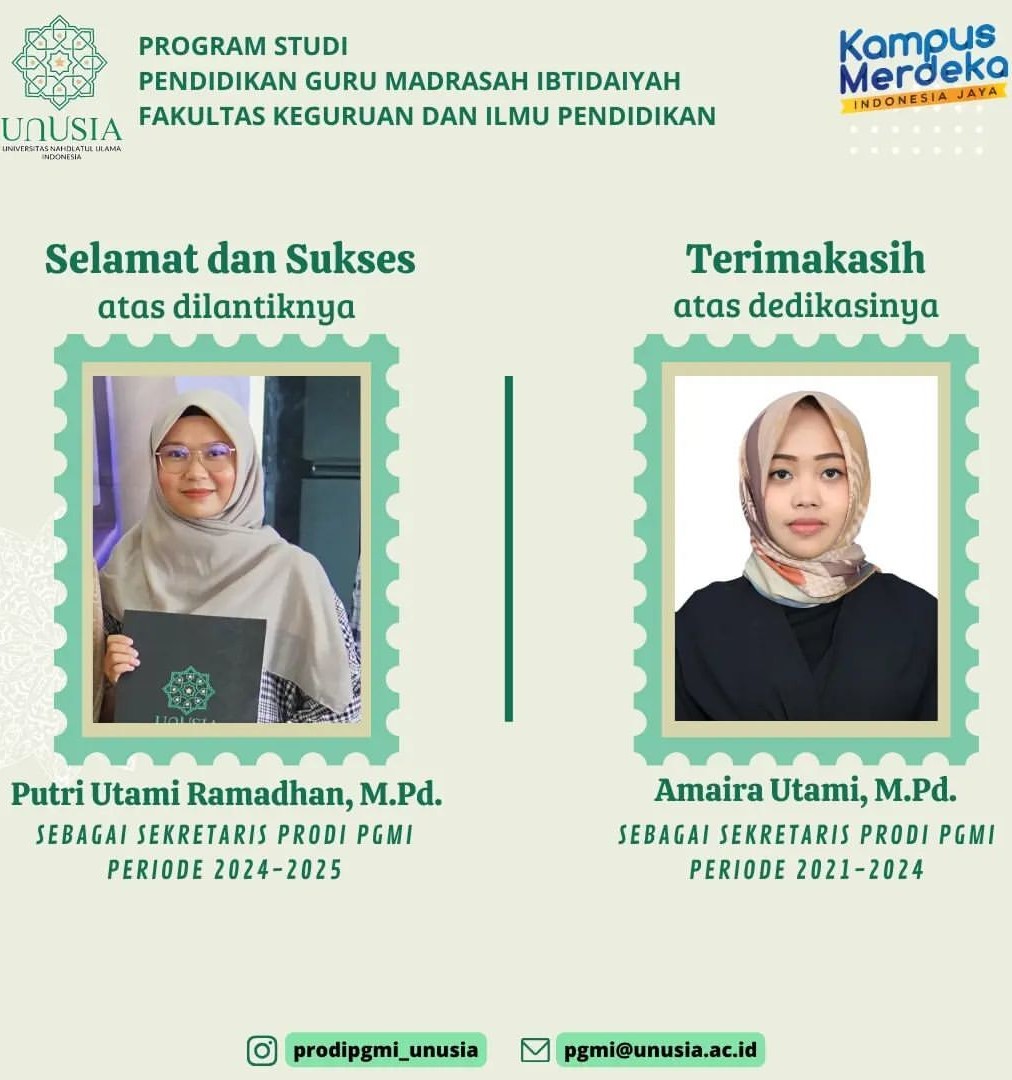 UNUSIA
UNIVERSITAS NAHDLATUL ULAMA
INDONESIA
PROGRAM STUDI
PENDIDIKAN GURU MADRASAH IBTIDAIYAH
FAKULTAS KEGURUAN DAN ILMU PENDIDIKAN
Kampus
Merdeka
INDONESIA JAYA
Selamat dan Sukses
atas dilantiknya
UNUSIA
Putri Utami Ramadhan, M.Pd.
SEBAGAI SEKRETARIS PRODI PGMI
PERIODE 2024-2025
Terimakasih
atas dedikasinya
Amaira Utami, M.Pd.
SEBAGAI SEKRETARIS PRODI PGMI
PERIODE 2021-2024
prodipgmi_unusia
pgmi@unusia.ac.id